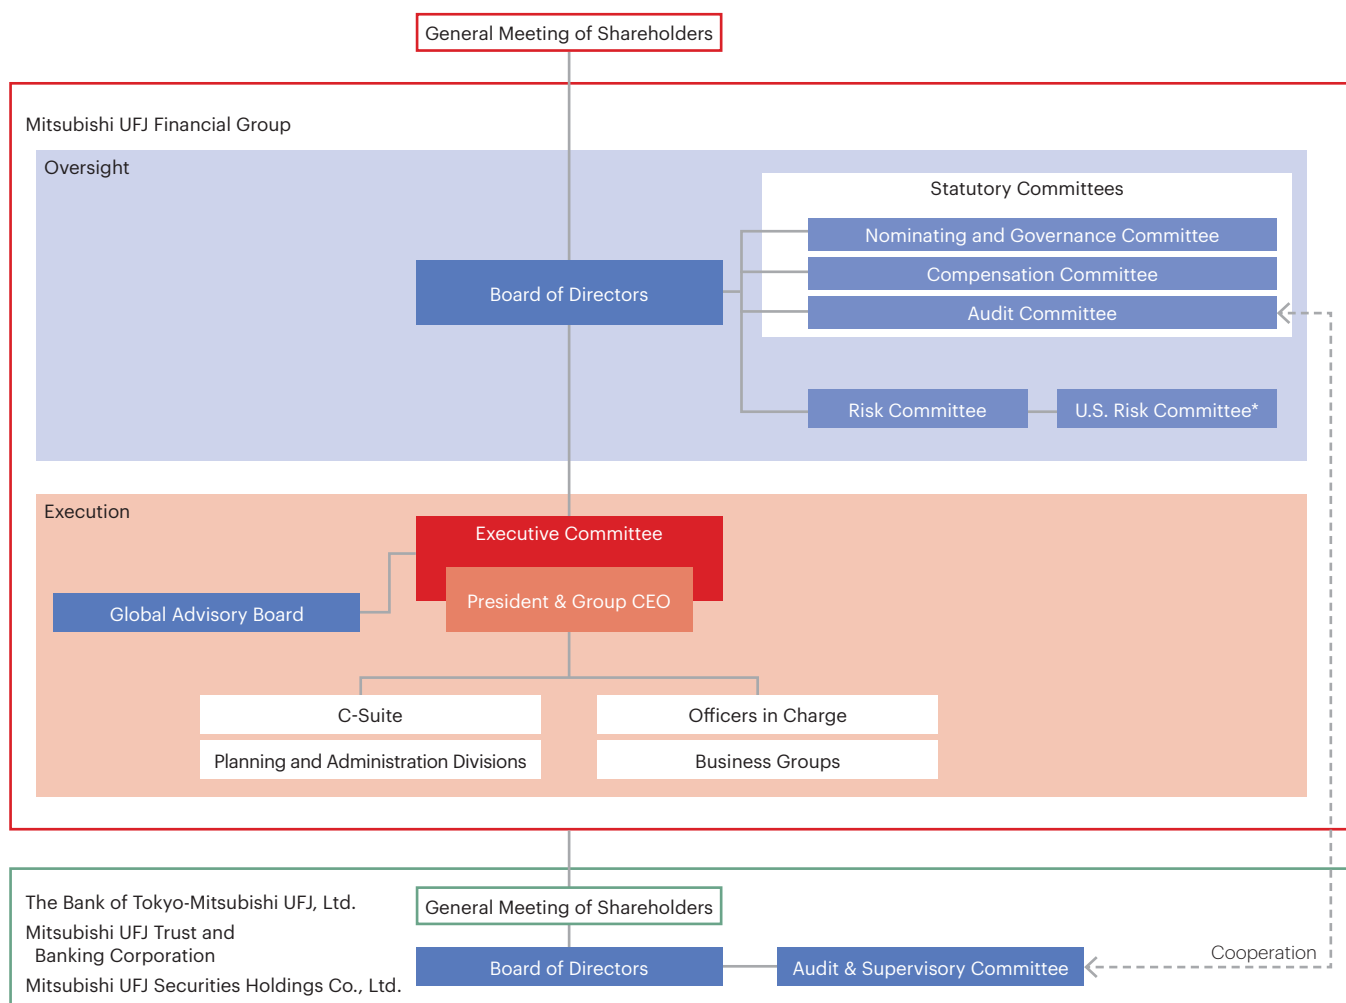 General Meeting of Shareholders
Mitsubishi UFJ Financial Group
Oversight
Statutory Committees
Nominating and Governance Committee
Compensation Committee
Board of Directors
Audit Committee
Risk Committee
U.S. Risk Committee*
Execution
Executive Committee
President & Group CEO
Global Advisory Board
C-Suite
Officers in Charge
Planning and Administration Divisions
Business Groups
The Bank of Tokyo-Mitsubishi UFJ, Ltd.
Mitsubishi UFJ Trust and
Banking Corporation
Mitsubishi UFJ Securities Holdings Co., Ltd.
General Meeting of Shareholders
Board of Directors
Audit & Supervisory Committee
Cooperation